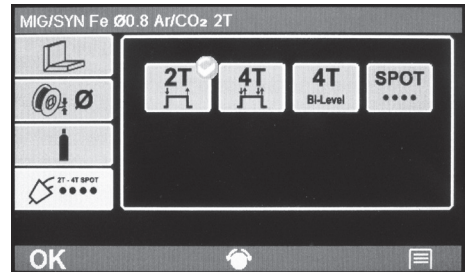 MIG/SYN Fe Ø0.8 Ar/CO₂ 2T
2T
4T
4T
Bi-Level
SPOT
Ø
2T - 4T SPOT
OK